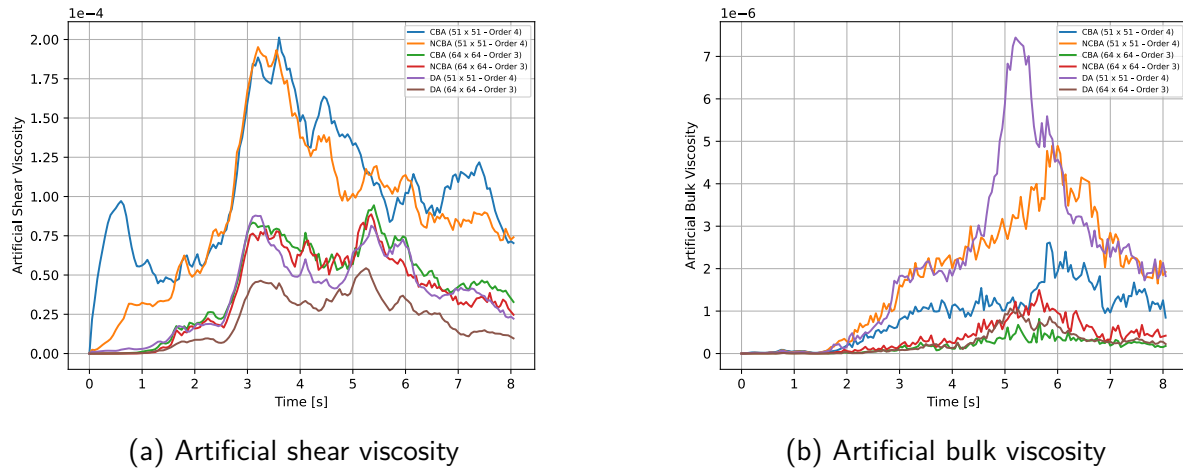 1e−4
2.00
1.75
1.50
1.25
1.00
0.75
0.50
0.25
0.00
Artificial Shear Viscosity
0 1 2 3 4 5 6 7 8
Time [s]
CBA (51 x 51 – Order 4)
NCBA (51 x 51 – Order 4)
CBA (64 x 64 – Order 3)
NCBA (64 x 64 – Order 3)
DA (51 x 51 – Order 4)
DA (64 x 64 – Order 3)
(a) Artificial shear viscosity
1e−6
7
6
5
4
3
2
1
0
Artificial Bulk Viscosity
0 1 2 3 4 5 6 7 8
Time [s]
CBA (51 x 51 – Order 4)
NCBA (51 x 51 – Order 4)
CBA (64 x 64 – Order 3)
NCBA (64 x 64 – Order 3)
DA (51 x 51 – Order 4)
DA (64 x 64 – Order 3)
(b) Artificial bulk viscosity